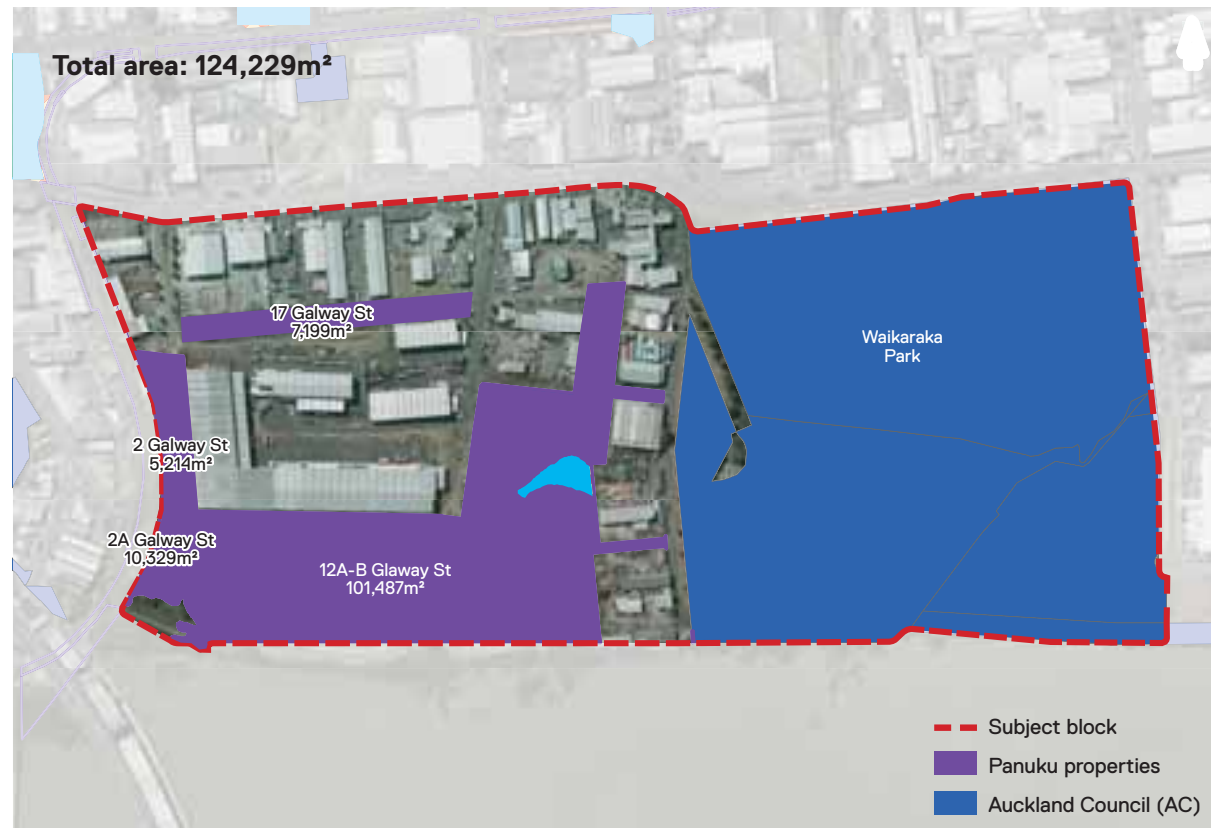 Total area: 124,229m²
17 Galway St
7,199m²
Waikaraka
Park
2 Galway St
5,214m²
2A Galway St
10,329m²
12A-B Glaway St
101,487m²
Subject block
Panuku properties
Auckland Council (AC)